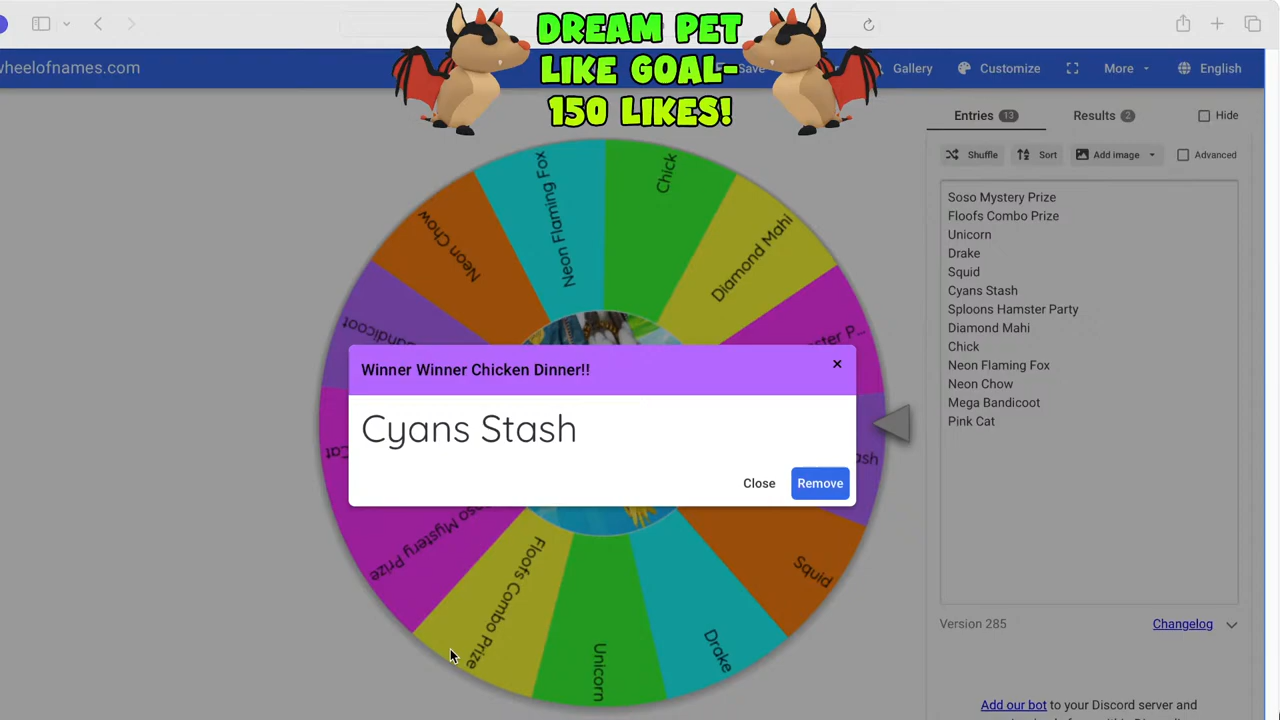 DREAM PET
LIKE GOAL-
150 LIKES!
wheelofnames.com
Save
Gallery
Customize
More
English
Entries 13
Results 2
Hide
Shuffle
Sort
Add image
Advanced
Soso Mystery Prize
Floofs Combo Prize
Unicorn
Drake
Squid
Cyans Stash
Sploons Hamster Party
Diamond Mahi
Chick
Neon Flaming Fox
Neon Chow
Mega Bandicoot
Pink Cat
Neon Chow
Neon Flaming Fox
Chick
Diamond Mahi
Squid
Drake
Unicorn
Floofs Combo Prize
Soso Mystery Prize
Cat
Winner Winner Chicken Dinner!!
×
Cyans Stash
Close
Remove
Version 285
Changelog
Add our bot to your Discord server and